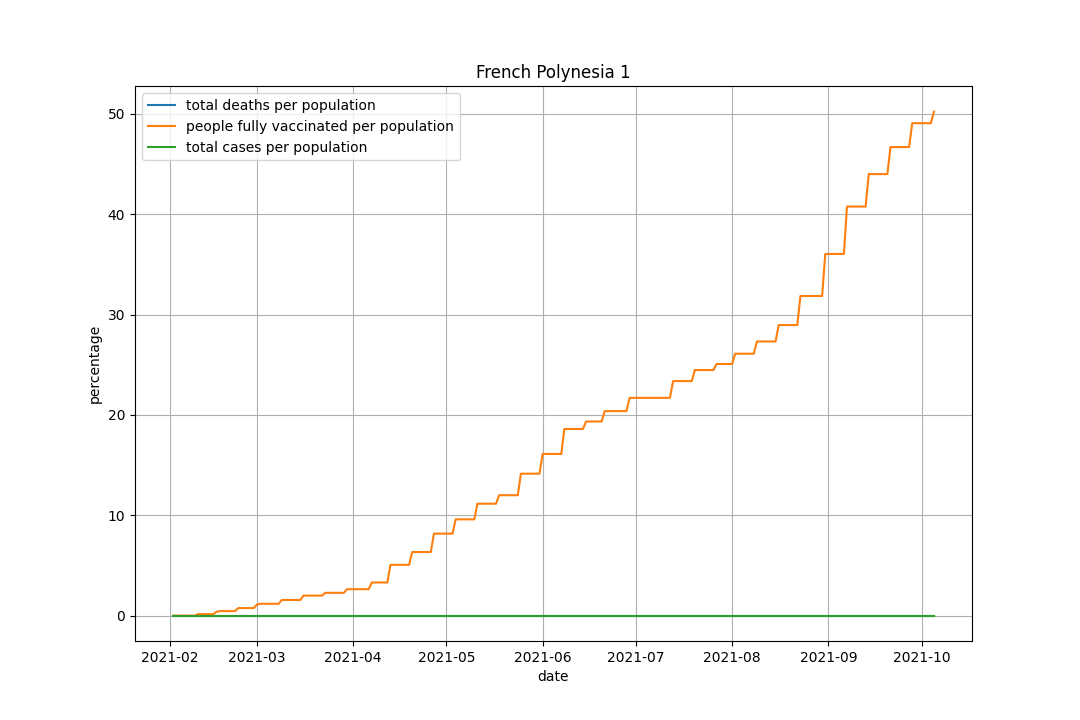 French Polynesia 1
total deaths per population
people fully vaccinated per population
total cases per population
percentage
50
40
30
20
10
0
2021-02 2021-03 2021-04 2021-05 2021-06 2021-07 2021-08 2021-09 2021-10
date